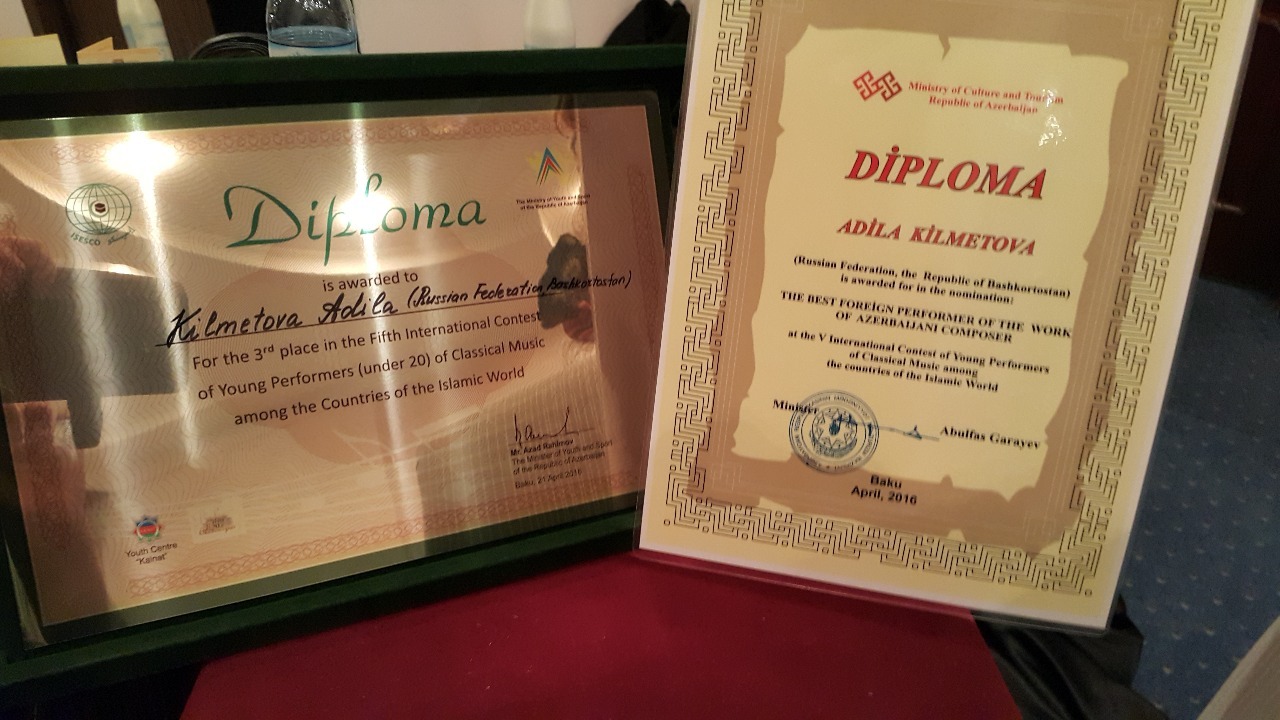 ISESCO
The Ministry of Youth and Sport
of the Republic of Azerbaijan
Diploma
is awarded to
Kilmetova Adila (Russian Federation, Bashkortostan)
For the 3rd place in the Fifth International Contest
of Young Performers (under 20) of Classical Music
among the Countries of the Islamic World
Mr. Azad Rahimov
The Minister of Youth and Sport
of the Republic of Azerbaijan
Baku, 21 April 2016
Youth Centre
"Kainat"
Ministry of Culture and Tourism
Republic of Azerbaijan
DİPLOMA
ADİLA KİLMETOVA
(Russian Federation, the Republic of Bashkortostan)
is awarded for in the nomination:
THE BEST FOREİGN PERFORMER OF THE WORK
OF AZERBAIJANI COMPOSER
at the V International Contest of Young Performers
of Classical Music among
the countries of the Islamic World
Minister
Abulfas Garayev
Baku
April, 2016